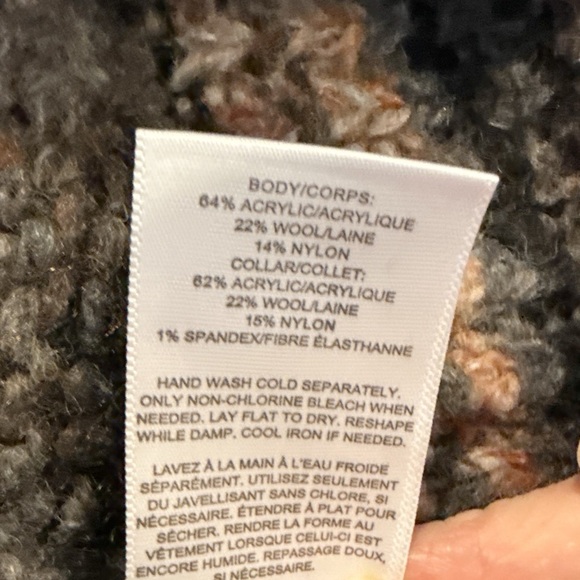 BODY/CORPS:
64% ACRYLIC/ACRYLIQUE
22% WOOL/LAINE
14% NYLON
COLLAR/COLLET:
62% ACRYLIC/ACRYLIQUE
22% WOOL/LAINE
15% NYLON
1% SPANDEX/FIBRE ÉLASTHANNE
HAND WASH COLD SEPARATELY.
ONLY NON-CHLORINE BLEACH WHEN
NEEDED. LAY FLAT TO DRY. RESHAPE
WHILE DAMP. COOL IRON IF NEEDED.
LAVEZ À LA MAIN À L'EAU FROIDE
SÉPARÉMENT. UTILISEZ SEULEMENT
DU JAVELLISANT SANS CHLORE, SI
NÉCESSAIRE. ÉTENDRE À PLAT POUR
SÉCHER. RENDRE LA FORME AU
VÊTEMENT LORSQUE CELUI-CI EST
ENCORE HUMIDE. REPASSAGE DOUX,
SI NÉCESSAIRE.